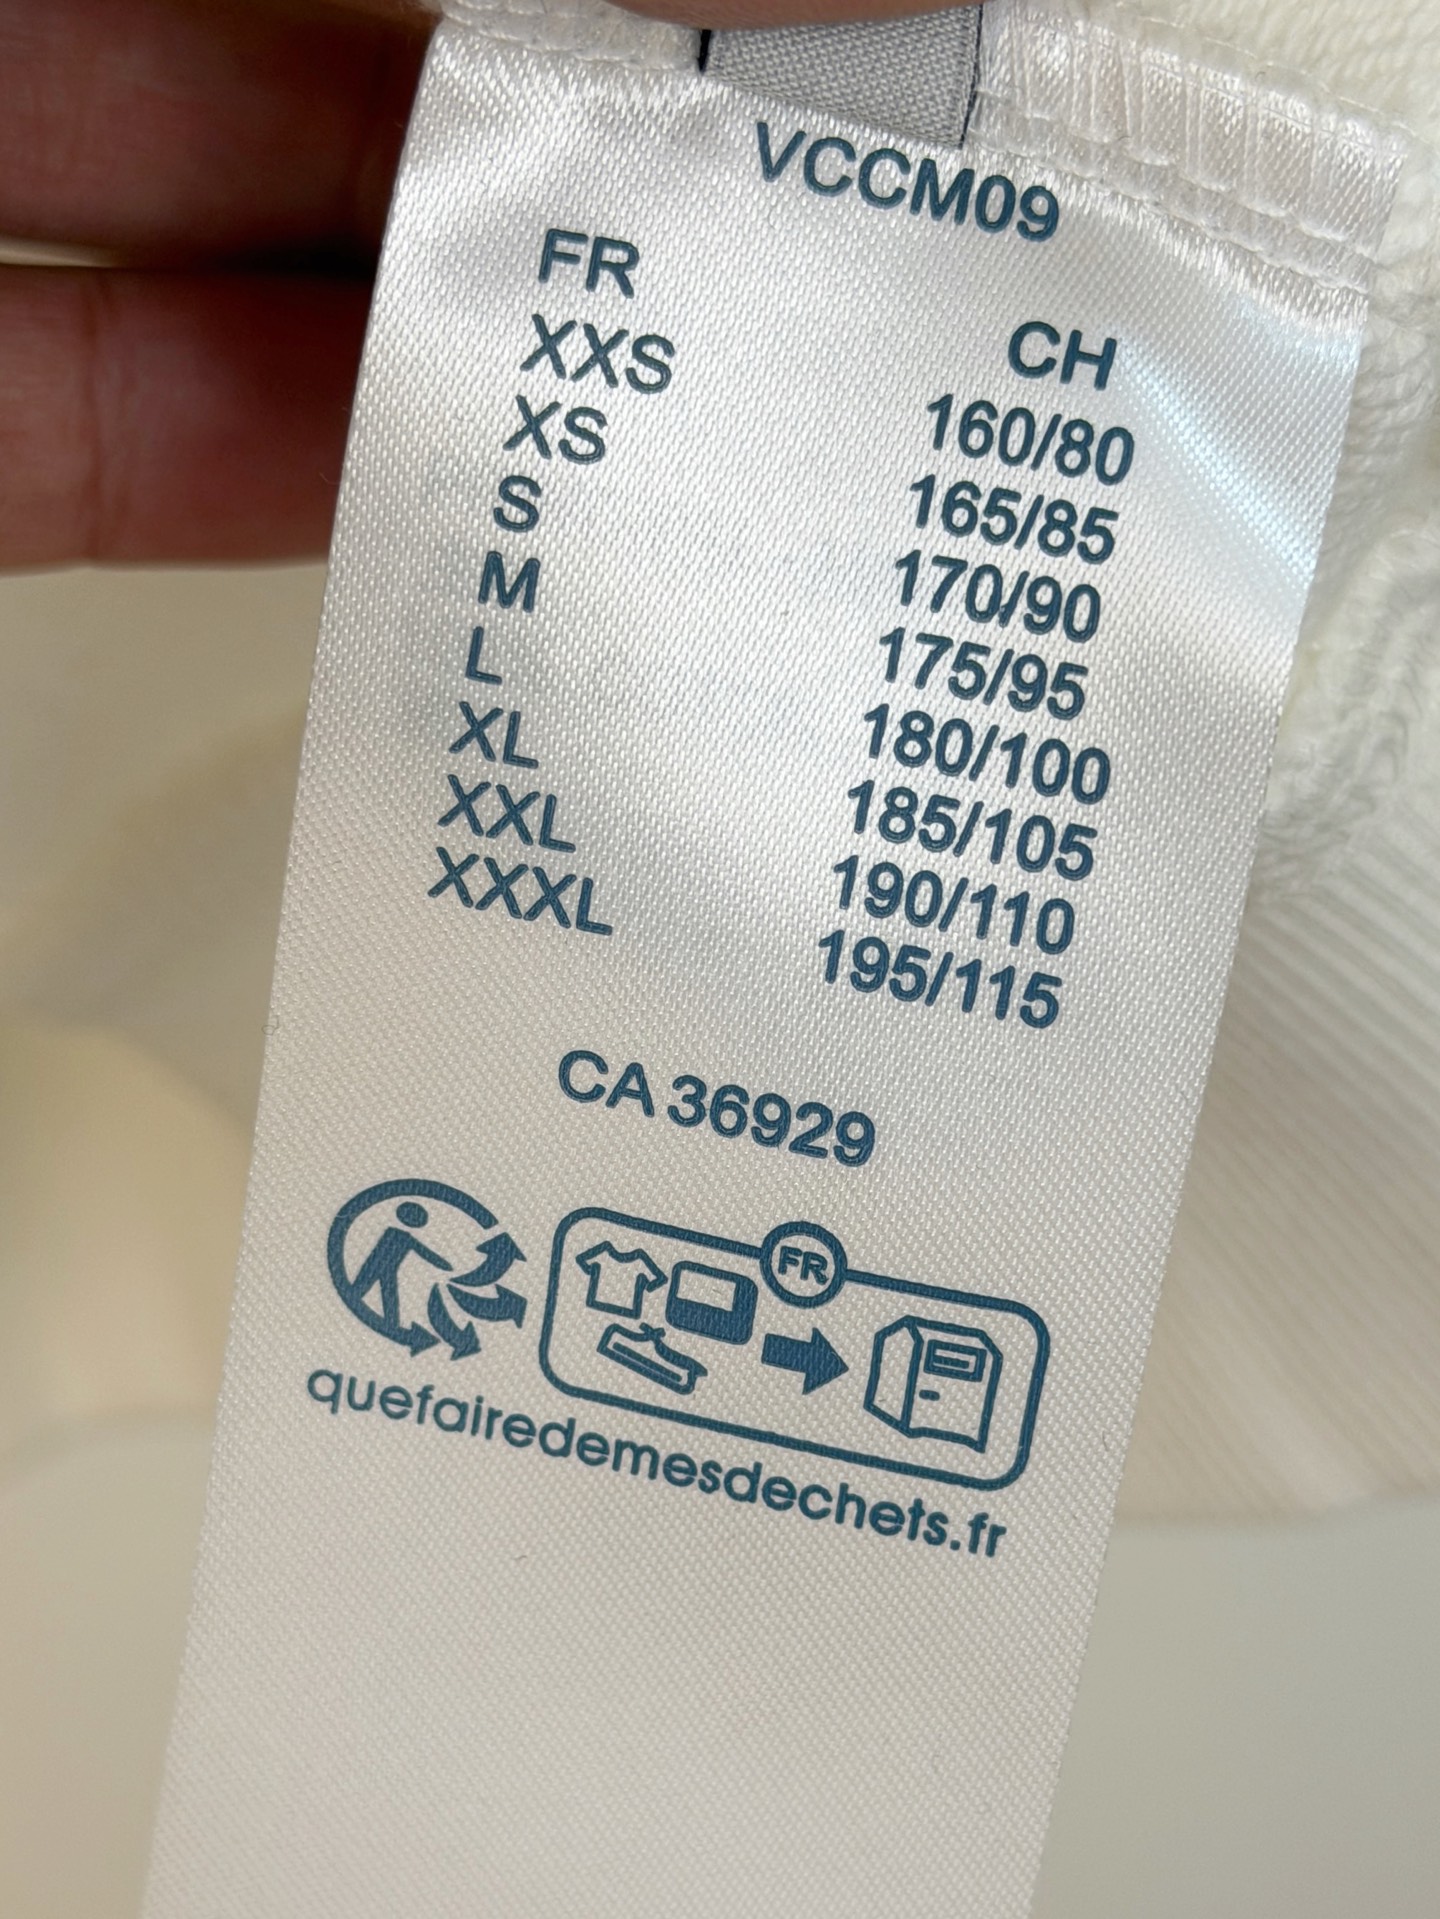 VCCM09
FR CH
XXS 160/80
XS 165/85
S 170/90
M 175/95
L 180/100
XL 185/105
XXL 190/110
XXXL 195/115
CA 36929
FR
quefairedemesdechets.fr